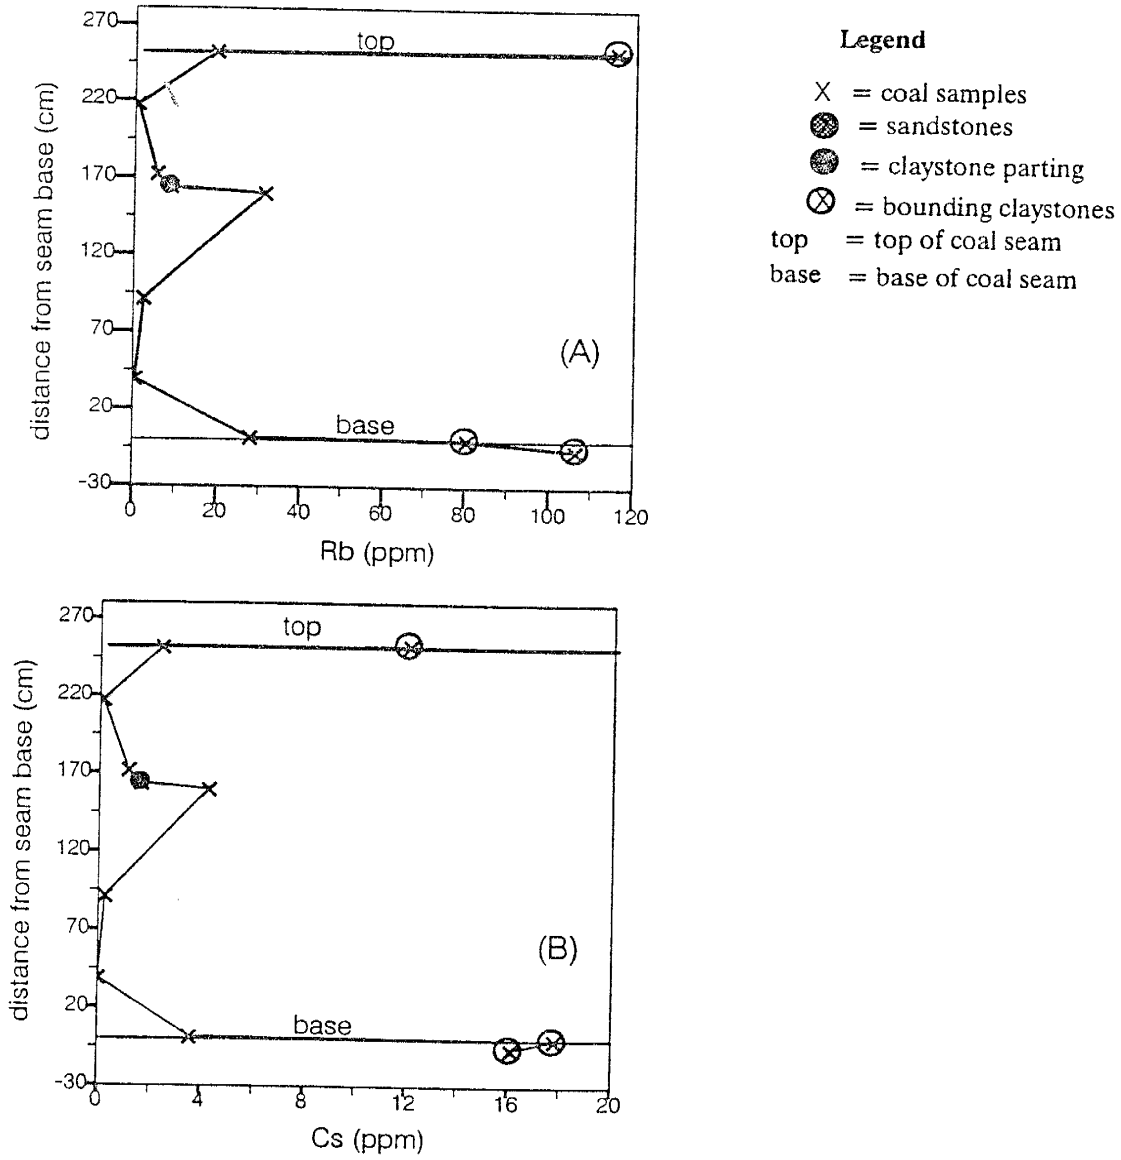 270
220
170
120
70
20
-30
distance from seam base (cm)
top
base
(A)
0 20 40 60 80 100 120
Rb (ppm)
Legend
X = coal samples
= sandstones
= claystone parting
= bounding claystones
top = top of coal seam
base = base of coal seam
270
220
170
120
70
20
-30
distance from seam base (cm)
top
base
(B)
0 4 8 12 16 20
Cs (ppm)